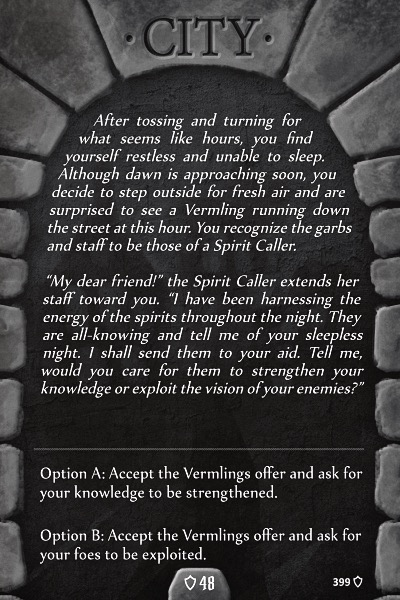 · CITY ·
After tossing and turning for
what seems like hours, you find
yourself restless and unable to sleep.
Although dawn is approaching soon, you
decide to step outside for fresh air and are
surprised to see a Vermling running down
the street at this hour. You recognize the garbs
and staff to be those of a Spirit Caller.
“My dear friend!” the Spirit Caller extends her
staff toward you. “I have been harnessing the
energy of the spirits throughout the night. They
are all-knowing and tell me of your sleepless
night. I shall send them to your aid. Tell me,
would you care for them to strengthen your
knowledge or exploit the vision of your enemies?”
Option A: Accept the Vermlings offer and ask for
your knowledge to be strengthened.
Option B: Accept the Vermlings offer and ask for
your foes to be exploited.
48
399